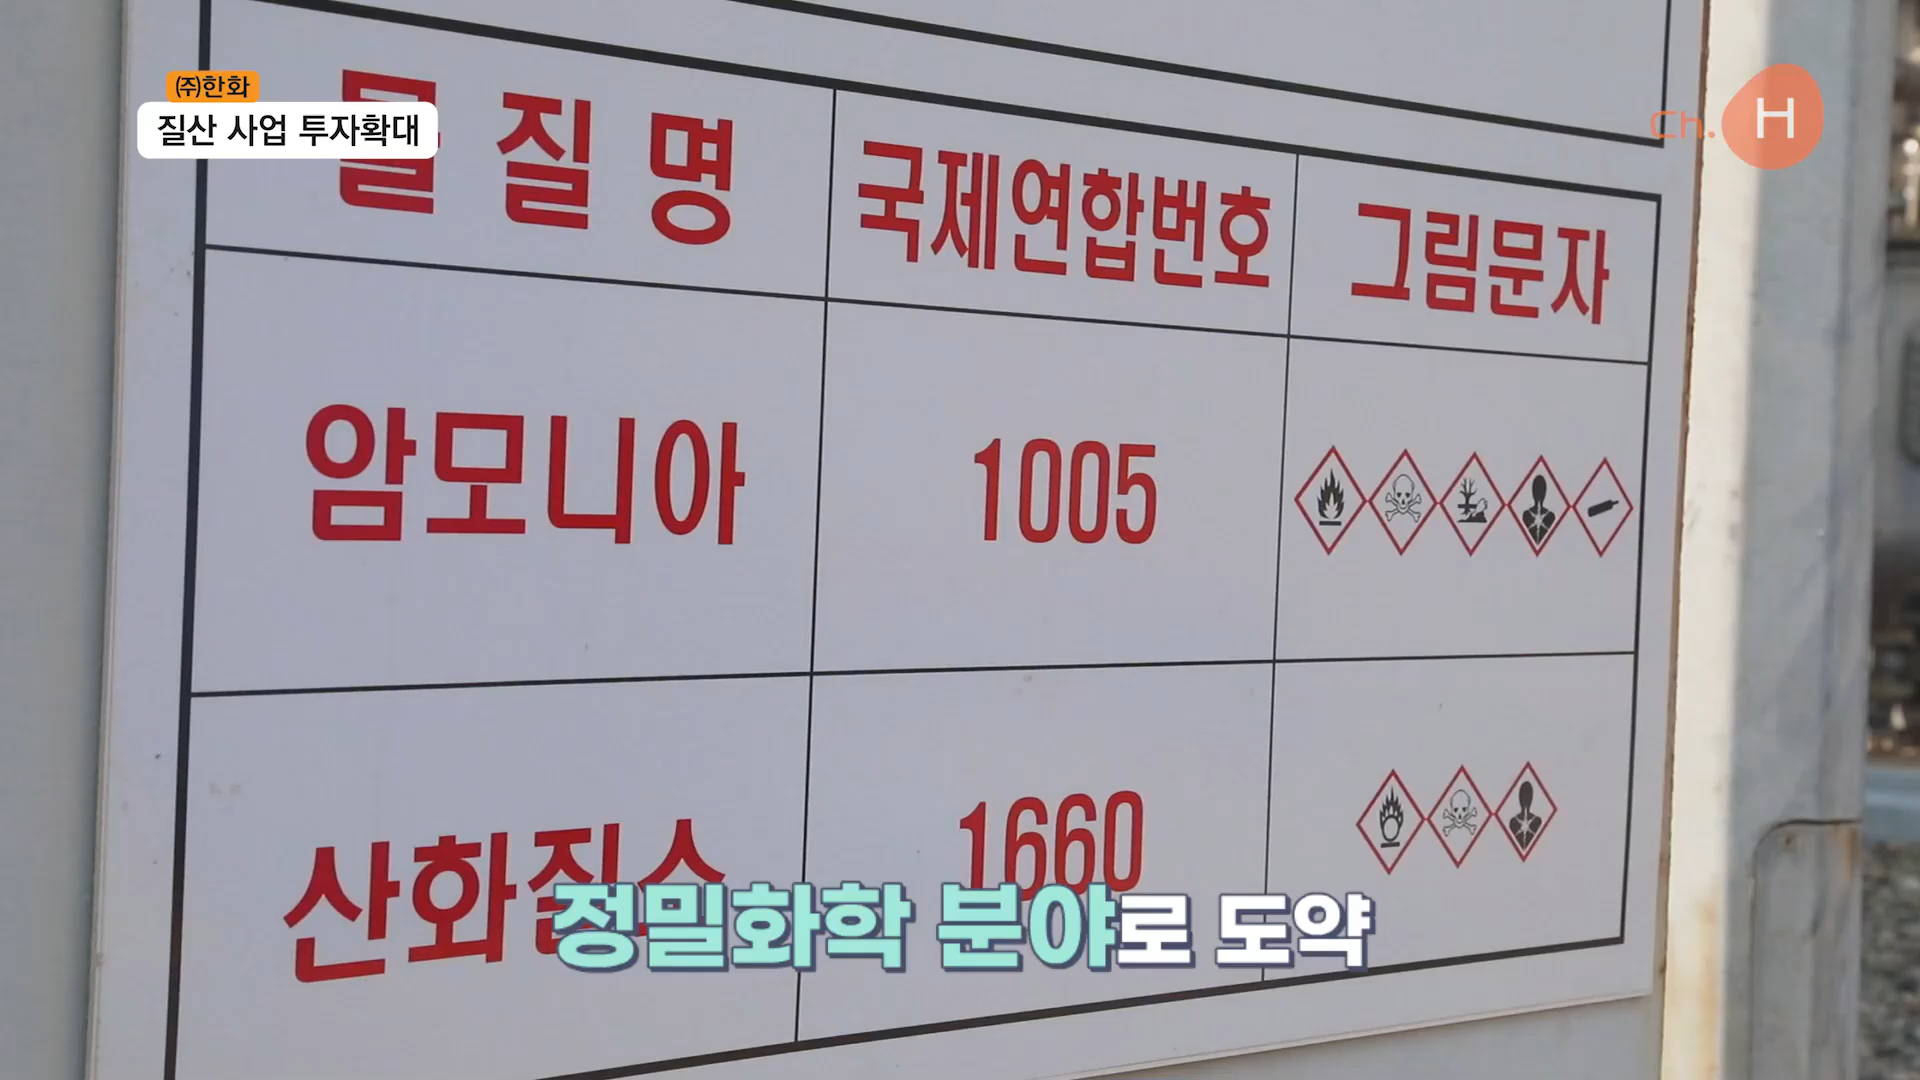 ㈜한화
질산 사업 투자확대
Ch. H
물 질 명 국제연합번호 그림문자
암모니아 1005
산화질소 1660
정밀화학 분야로 도약